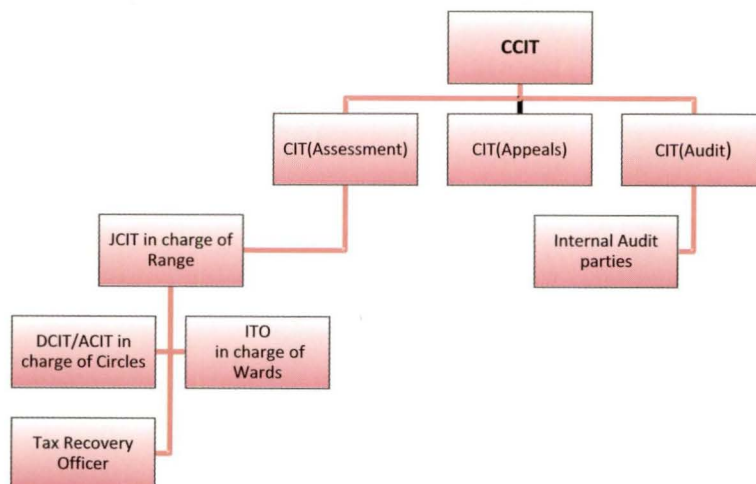 CCIT
CIT(Assessment)
CIT(Appeals)
CIT(Audit)
JCIT in charge of
Range
Internal Audit
parties
DCIT/ACIT in
charge of Circles
ITO
in charge of
Wards
Tax Recovery
Officer